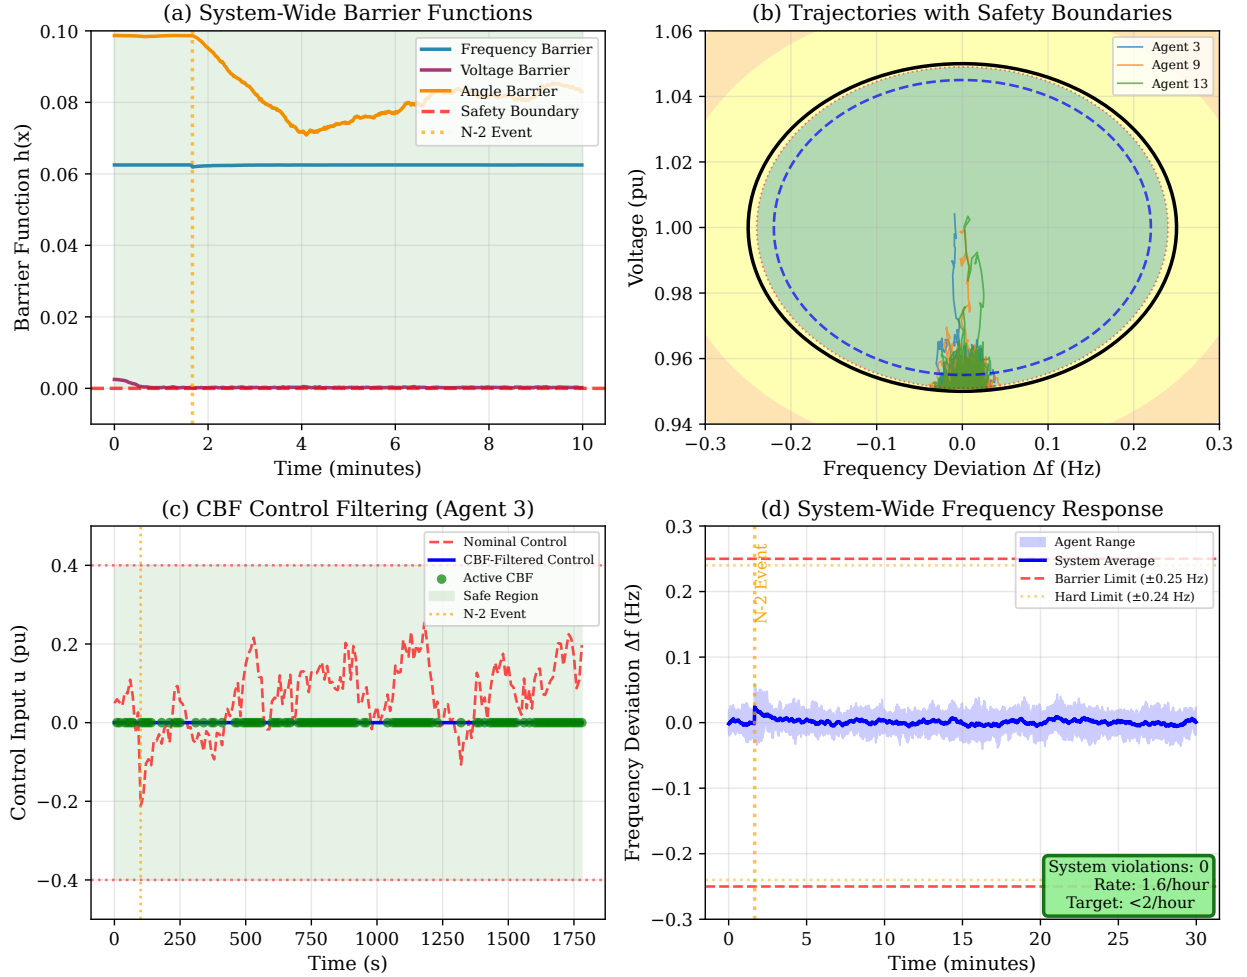 (a) System-Wide Barrier Functions
Barrier Function h(x)
0.10
0.08
0.06
0.04
0.02
0.00
Frequency Barrier
Voltage Barrier
Angle Barrier
Safety Boundary
N-2 Event
0
2
4
6
8
10
Time (minutes)
(b) Trajectories with Safety Boundaries
Voltage (pu)
1.06
1.04
1.02
1.00
0.98
0.96
0.94
Agent 3
Agent 9
Agent 13
−0.3
−0.2
−0.1
0.0
0.1
0.2
0.3
Frequency Deviation Δf (Hz)
(c) CBF Control Filtering (Agent 3)
Control Input u (pu)
0.4
0.2
0.0
−0.2
−0.4
Nominal Control
CBF-Filtered Control
Active CBF
Safe Region
N-2 Event
0
250
500
750
1000
1250
1500
1750
Time (s)
(d) System-Wide Frequency Response
Frequency Deviation Δf (Hz)
0.3
0.2
0.1
0.0
−0.1
−0.2
−0.3
N-2 Event
Agent Range
System Average
Barrier Limit (±0.25 Hz)
Hard Limit (±0.24 Hz)
System violations: 0
Rate: 1.6/hour
Target: <2/hour
0
5
10
15
20
25
30
Time (minutes)